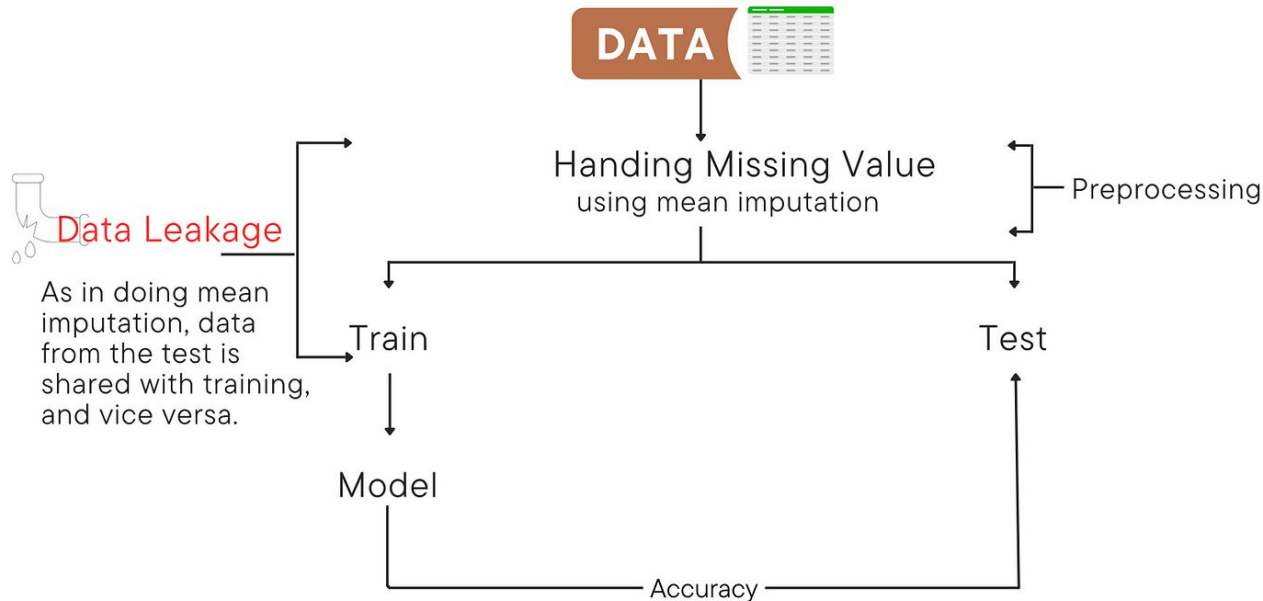 DATA
Handing Missing Value
using mean imputation
Preprocessing
Data Leakage
As in doing mean
imputation, data
from the test is
shared with training,
and vice versa.
Train
Test
Model
Accuracy